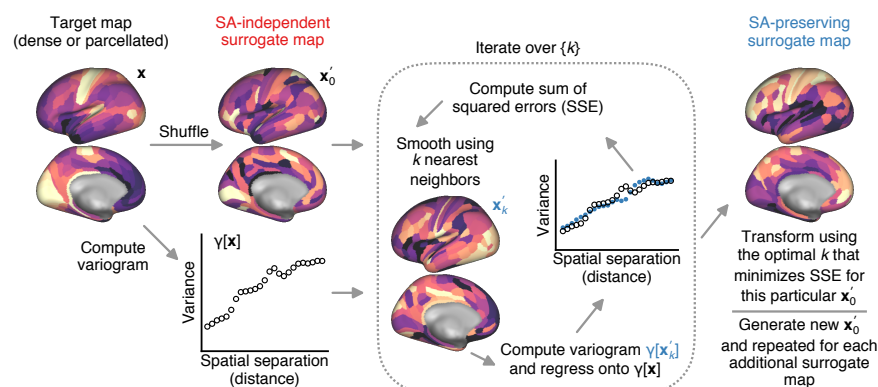 Target map
(dense or parcellated)
x
SA-independent
surrogate map
x′0
Shuffle
Compute
variogram
γ[x]
Variance
Spatial separation
(distance)
Iterate over {k}
Compute sum of
squared errors (SSE)
Smooth using
k nearest
neighbors
x′k
Variance
Spatial separation
(distance)
Compute variogram γ[x′k]
and regress onto γ[x]
SA-preserving
surrogate map
Transform using
the optimal k that
minimizes SSE for
this particular x′0
Generate new x′0
and repeated for each
additional surrogate
map